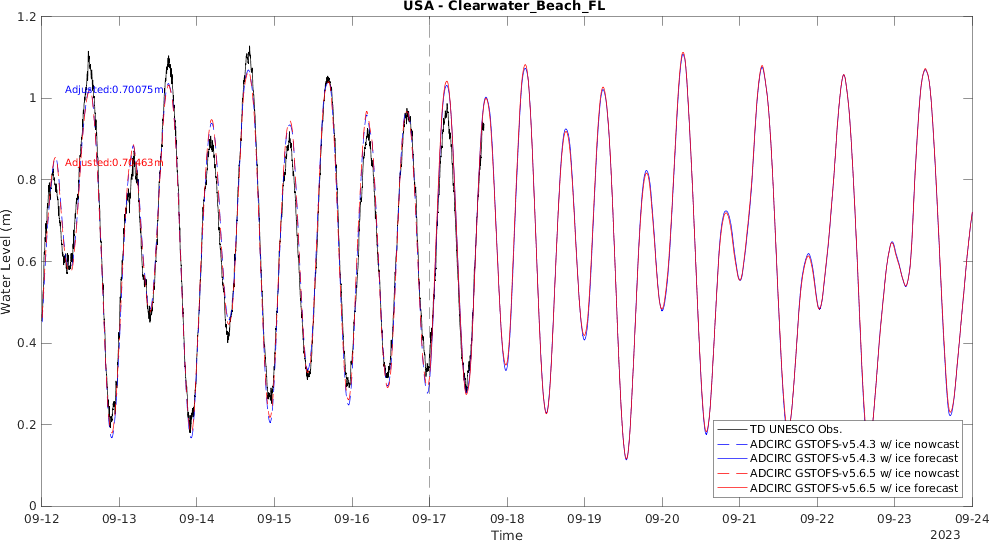 USA - Clearwater_Beach_FL
1.2
1
0.8
0.6
0.4
0.2
0
Water Level (m)
Adjusted:0.70075m
Adjusted:0.70463m
TD UNESCO Obs.
ADCIRC GSTOFS-v5.4.3 w/ ice nowcast
ADCIRC GSTOFS-v5.4.3 w/ ice forecast
ADCIRC GSTOFS-v5.6.5 w/ ice nowcast
ADCIRC GSTOFS-v5.6.5 w/ ice forecast
09-12 09-13 09-14 09-15 09-16 09-17 09-18 09-19 09-20 09-21 09-22 09-23 09-24
Time
2023